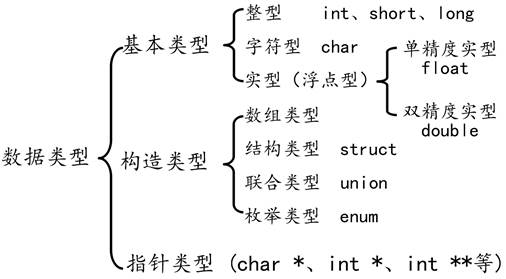 数据类型
基本类型
整型 int、short、long
字符型 char
实型（浮点型）
单精度实型
float
双精度实型
double
构造类型
数组类型
结构类型 struct
联合类型 union
枚举类型 enum
指针类型（char *、int *、int **等）